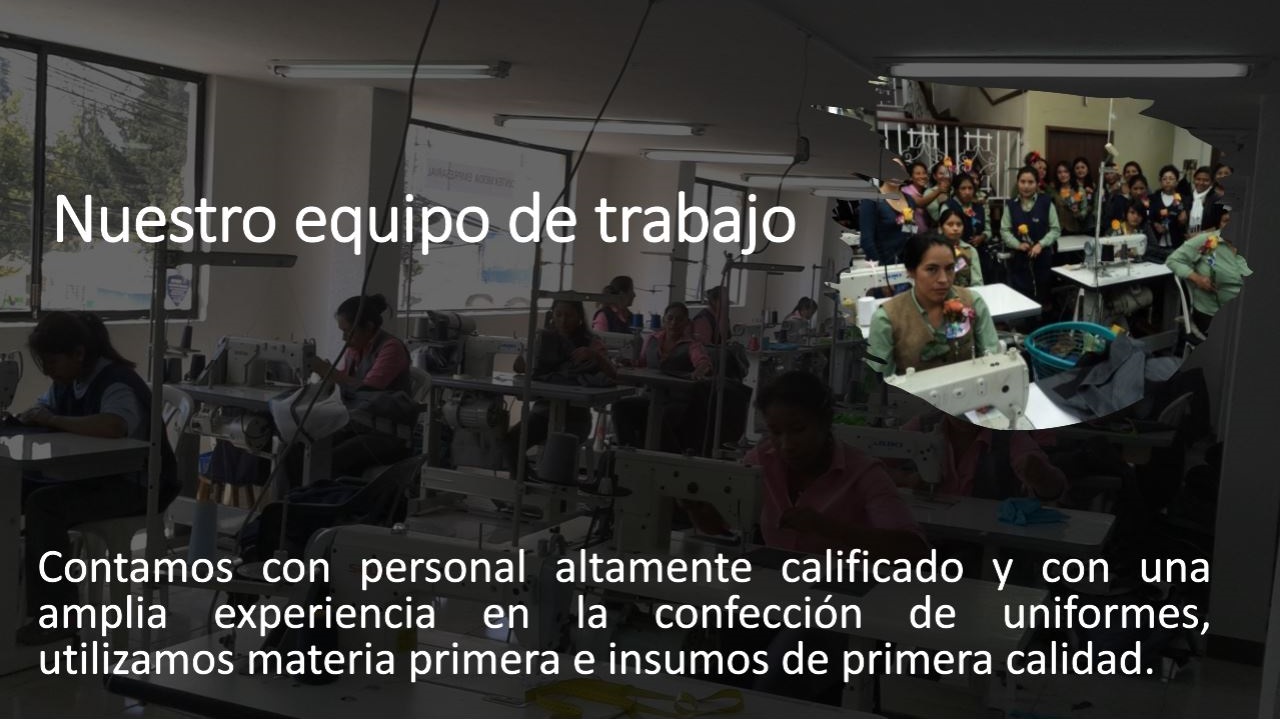 Nuestro equipo de trabajo
Contamos con personal altamente calificado y con una
amplia experiencia en la confección de uniformes,
utilizamos materia primera e insumos de primera calidad.